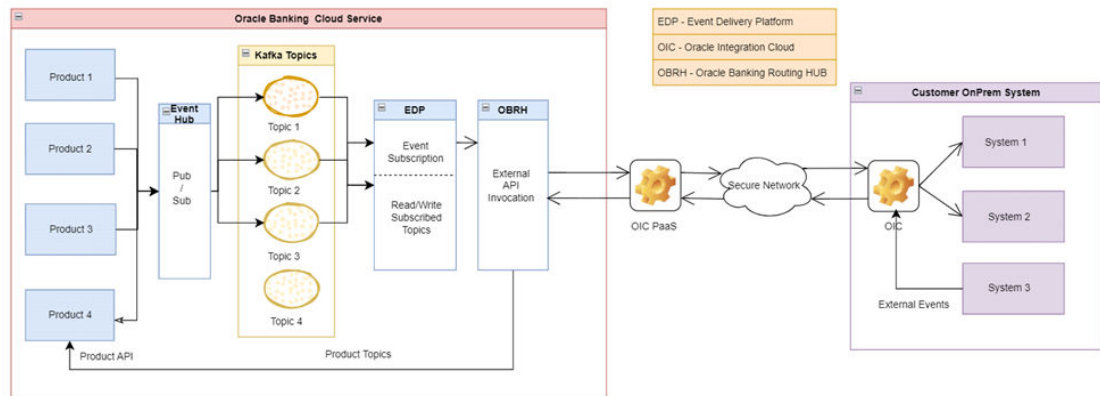 Oracle Banking  Cloud Service
Product 1
Product 2
Product 3
Product 4
Product API
Event
Hub
Pub
/
Sub
Kafka Topics
Topic 1
Topic 2
Topic 3
Topic 4
EDP
Event
Subscription
Read/Write
Subscribed
Topics
OBRH
External
API
Invocation
Product Topics
EDP - Event Delivery Platform
OIC - Oracle Integration Cloud
OBRH - Oracle Banking Routing HUB
OIC PaaS
Secure Network
Customer OnPrem System
OIC
System 1
System 2
System 3
External Events